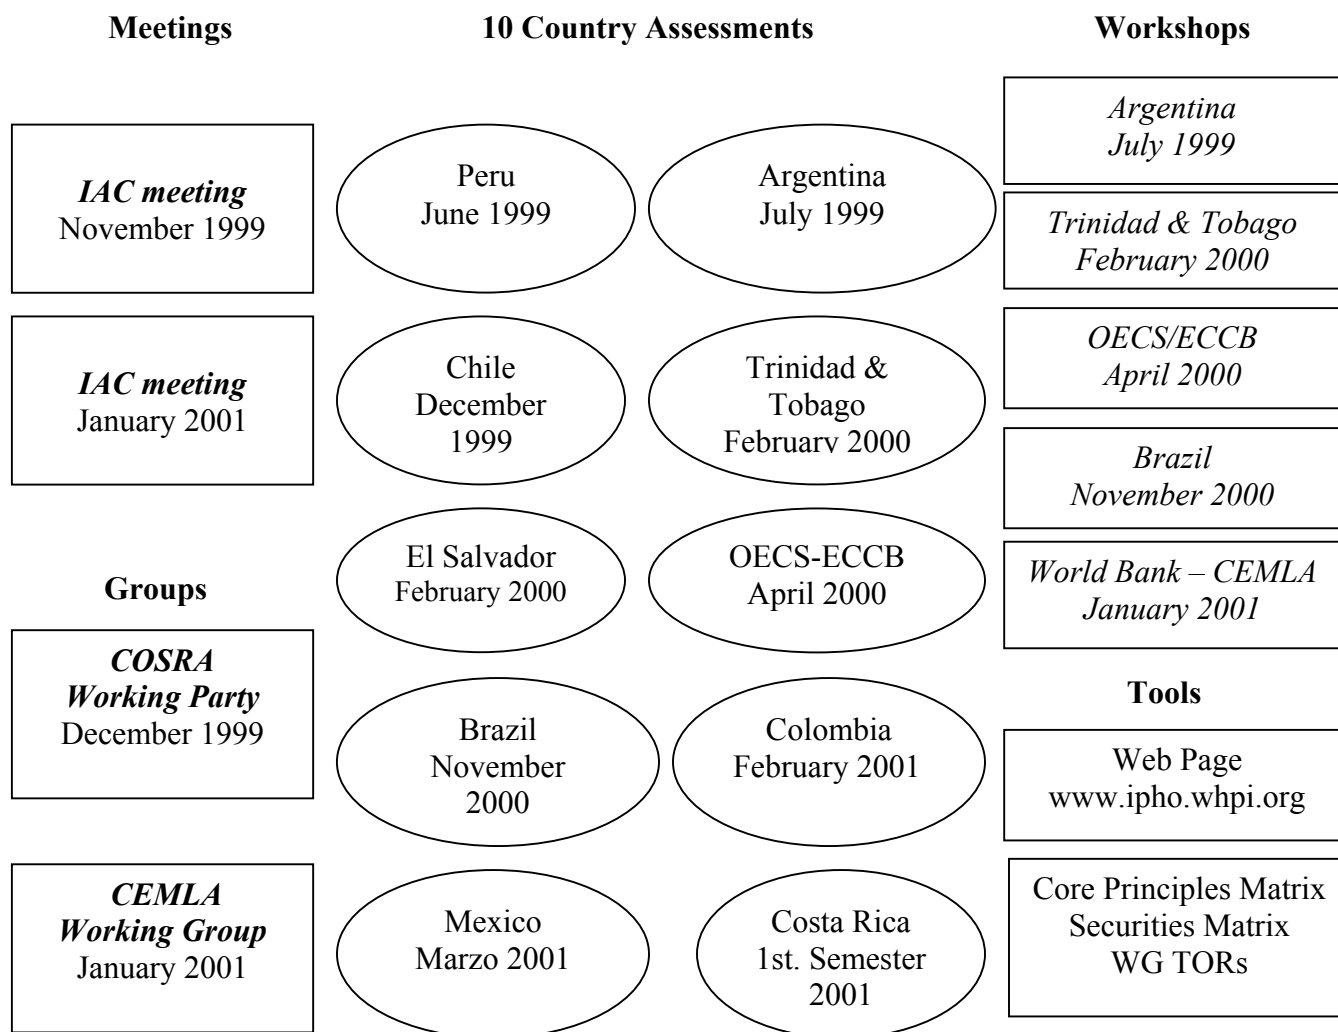 Meetings
IAC meeting
November 1999
IAC meeting
January 2001
Groups
COSRA
Working Party
December 1999
CEMLA
Working Group
January 2001
10 Country Assessments
Peru
June 1999
Argentina
July 1999
Chile
December
1999
Trinidad &
Tobago
February 2000
El Salvador
February 2000
OECS-ECCB
April 2000
Brazil
November
2000
Colombia
February 2001
Mexico
Marzo 2001
Costa Rica
1st. Semester
2001
Workshops
Argentina
July 1999
Trinidad & Tobago
February 2000
OECS/ECCB
April 2000
Brazil
November 2000
World Bank – CEMLA
January 2001
Tools
Web Page
www.ipho.whpi.org
Core Principles Matrix
Securities Matrix
WG TORs